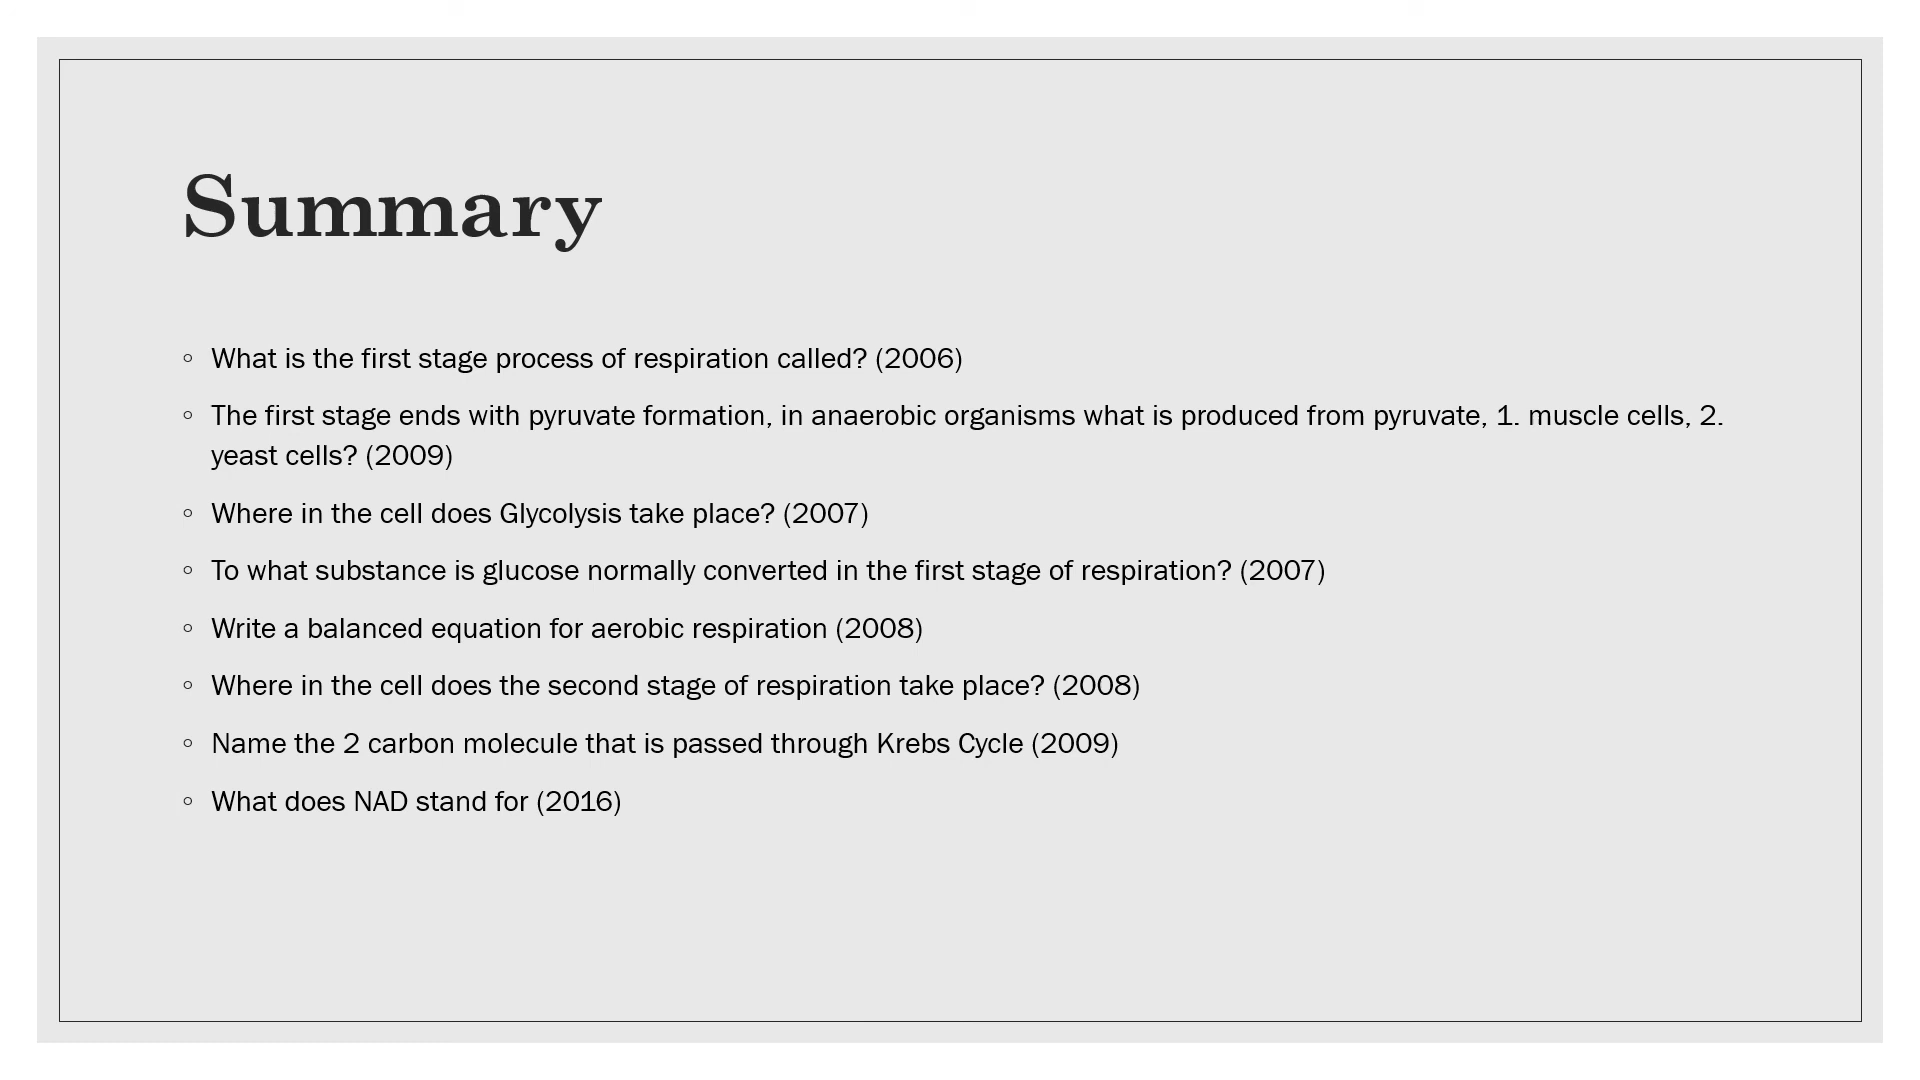 Summary
◦ What is the first stage process of respiration called? (2006)
◦ The first stage ends with pyruvate formation, in anaerobic organisms what is produced from pyruvate, 1. muscle cells, 2.
yeast cells? (2009)
◦ Where in the cell does Glycolysis take place? (2007)
◦ To what substance is glucose normally converted in the first stage of respiration? (2007)
◦ Write a balanced equation for aerobic respiration (2008)
◦ Where in the cell does the second stage of respiration take place? (2008)
◦ Name the 2 carbon molecule that is passed through Krebs Cycle (2009)
◦ What does NAD stand for (2016)